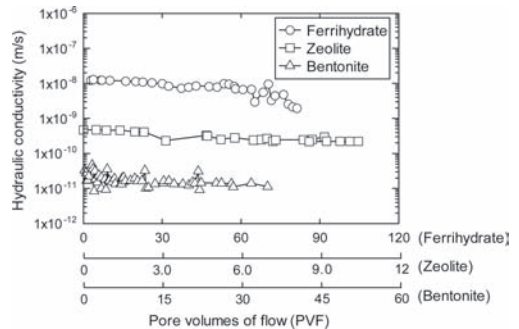 Hydraulic conductivity (m/s)
1x10⁻⁶
1x10⁻⁷
1x10⁻⁸
1x10⁻⁹
1x10⁻¹⁰
1x10⁻¹¹
1x10⁻¹²
Ferrihydrate
Zeolite
Bentonite
0 30 60 90 120 (Ferrihydrate)
0 3.0 6.0 9.0 12 (Zeolite)
0 15 30 45 60 (Bentonite)
Pore volumes of flow (PVF)